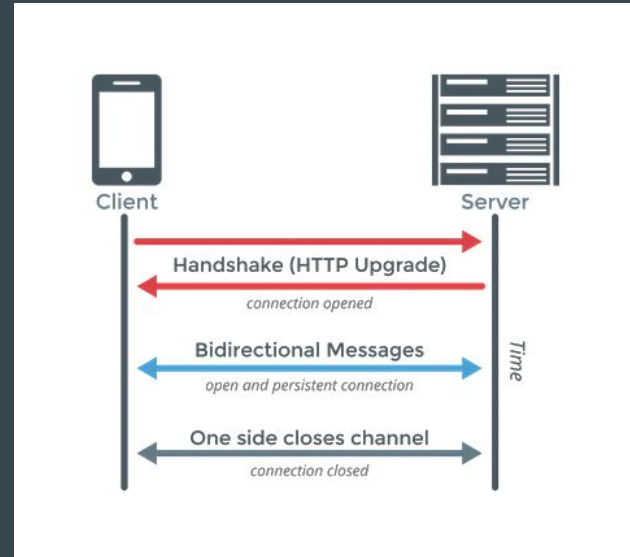 Client
Server
Handshake (HTTP Upgrade)
connection opened
Bidirectional Messages
open and persistent connection
Time
One side closes channel
connection closed